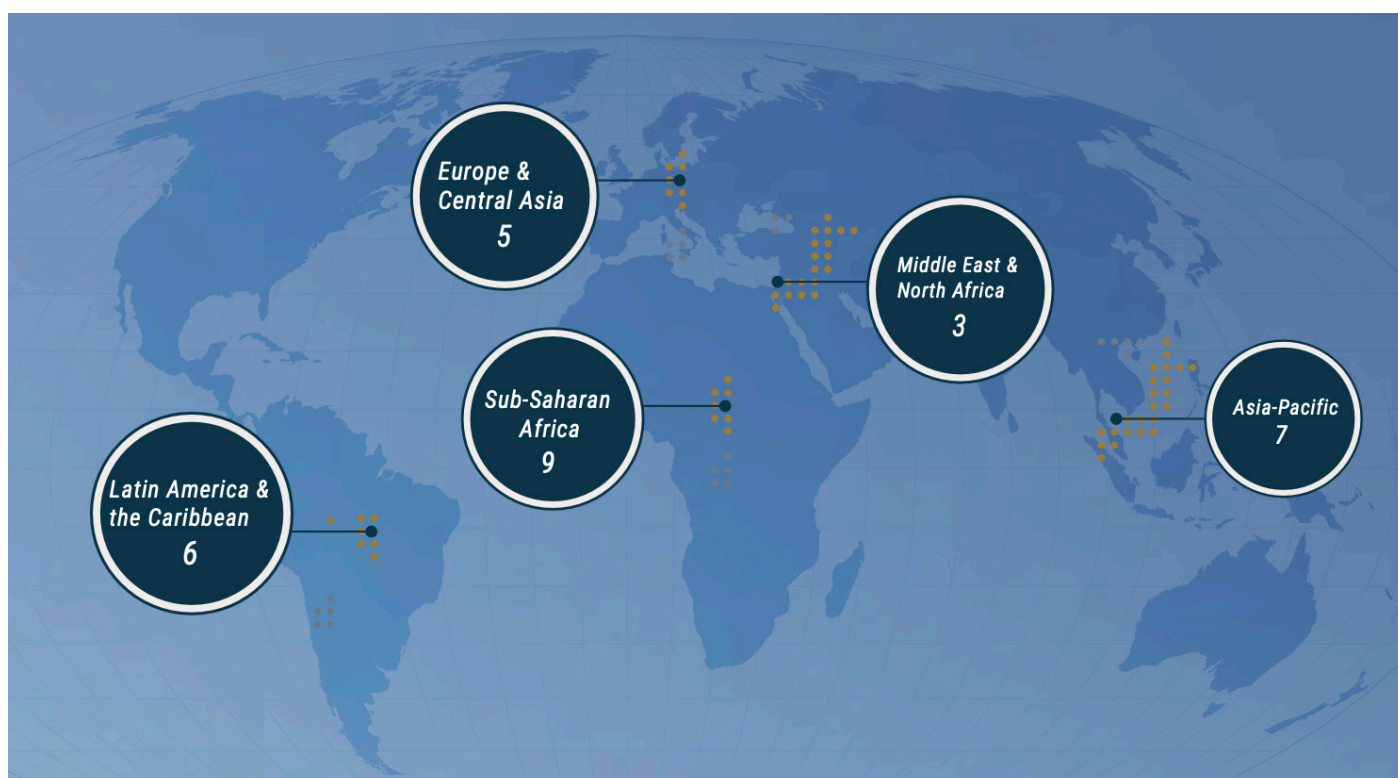 Europe &
Central Asia
5
Middle East &
North Africa
3
Sub-Saharan
Africa
9
Asia-Pacific
7
Latin America &
the Caribbean
6